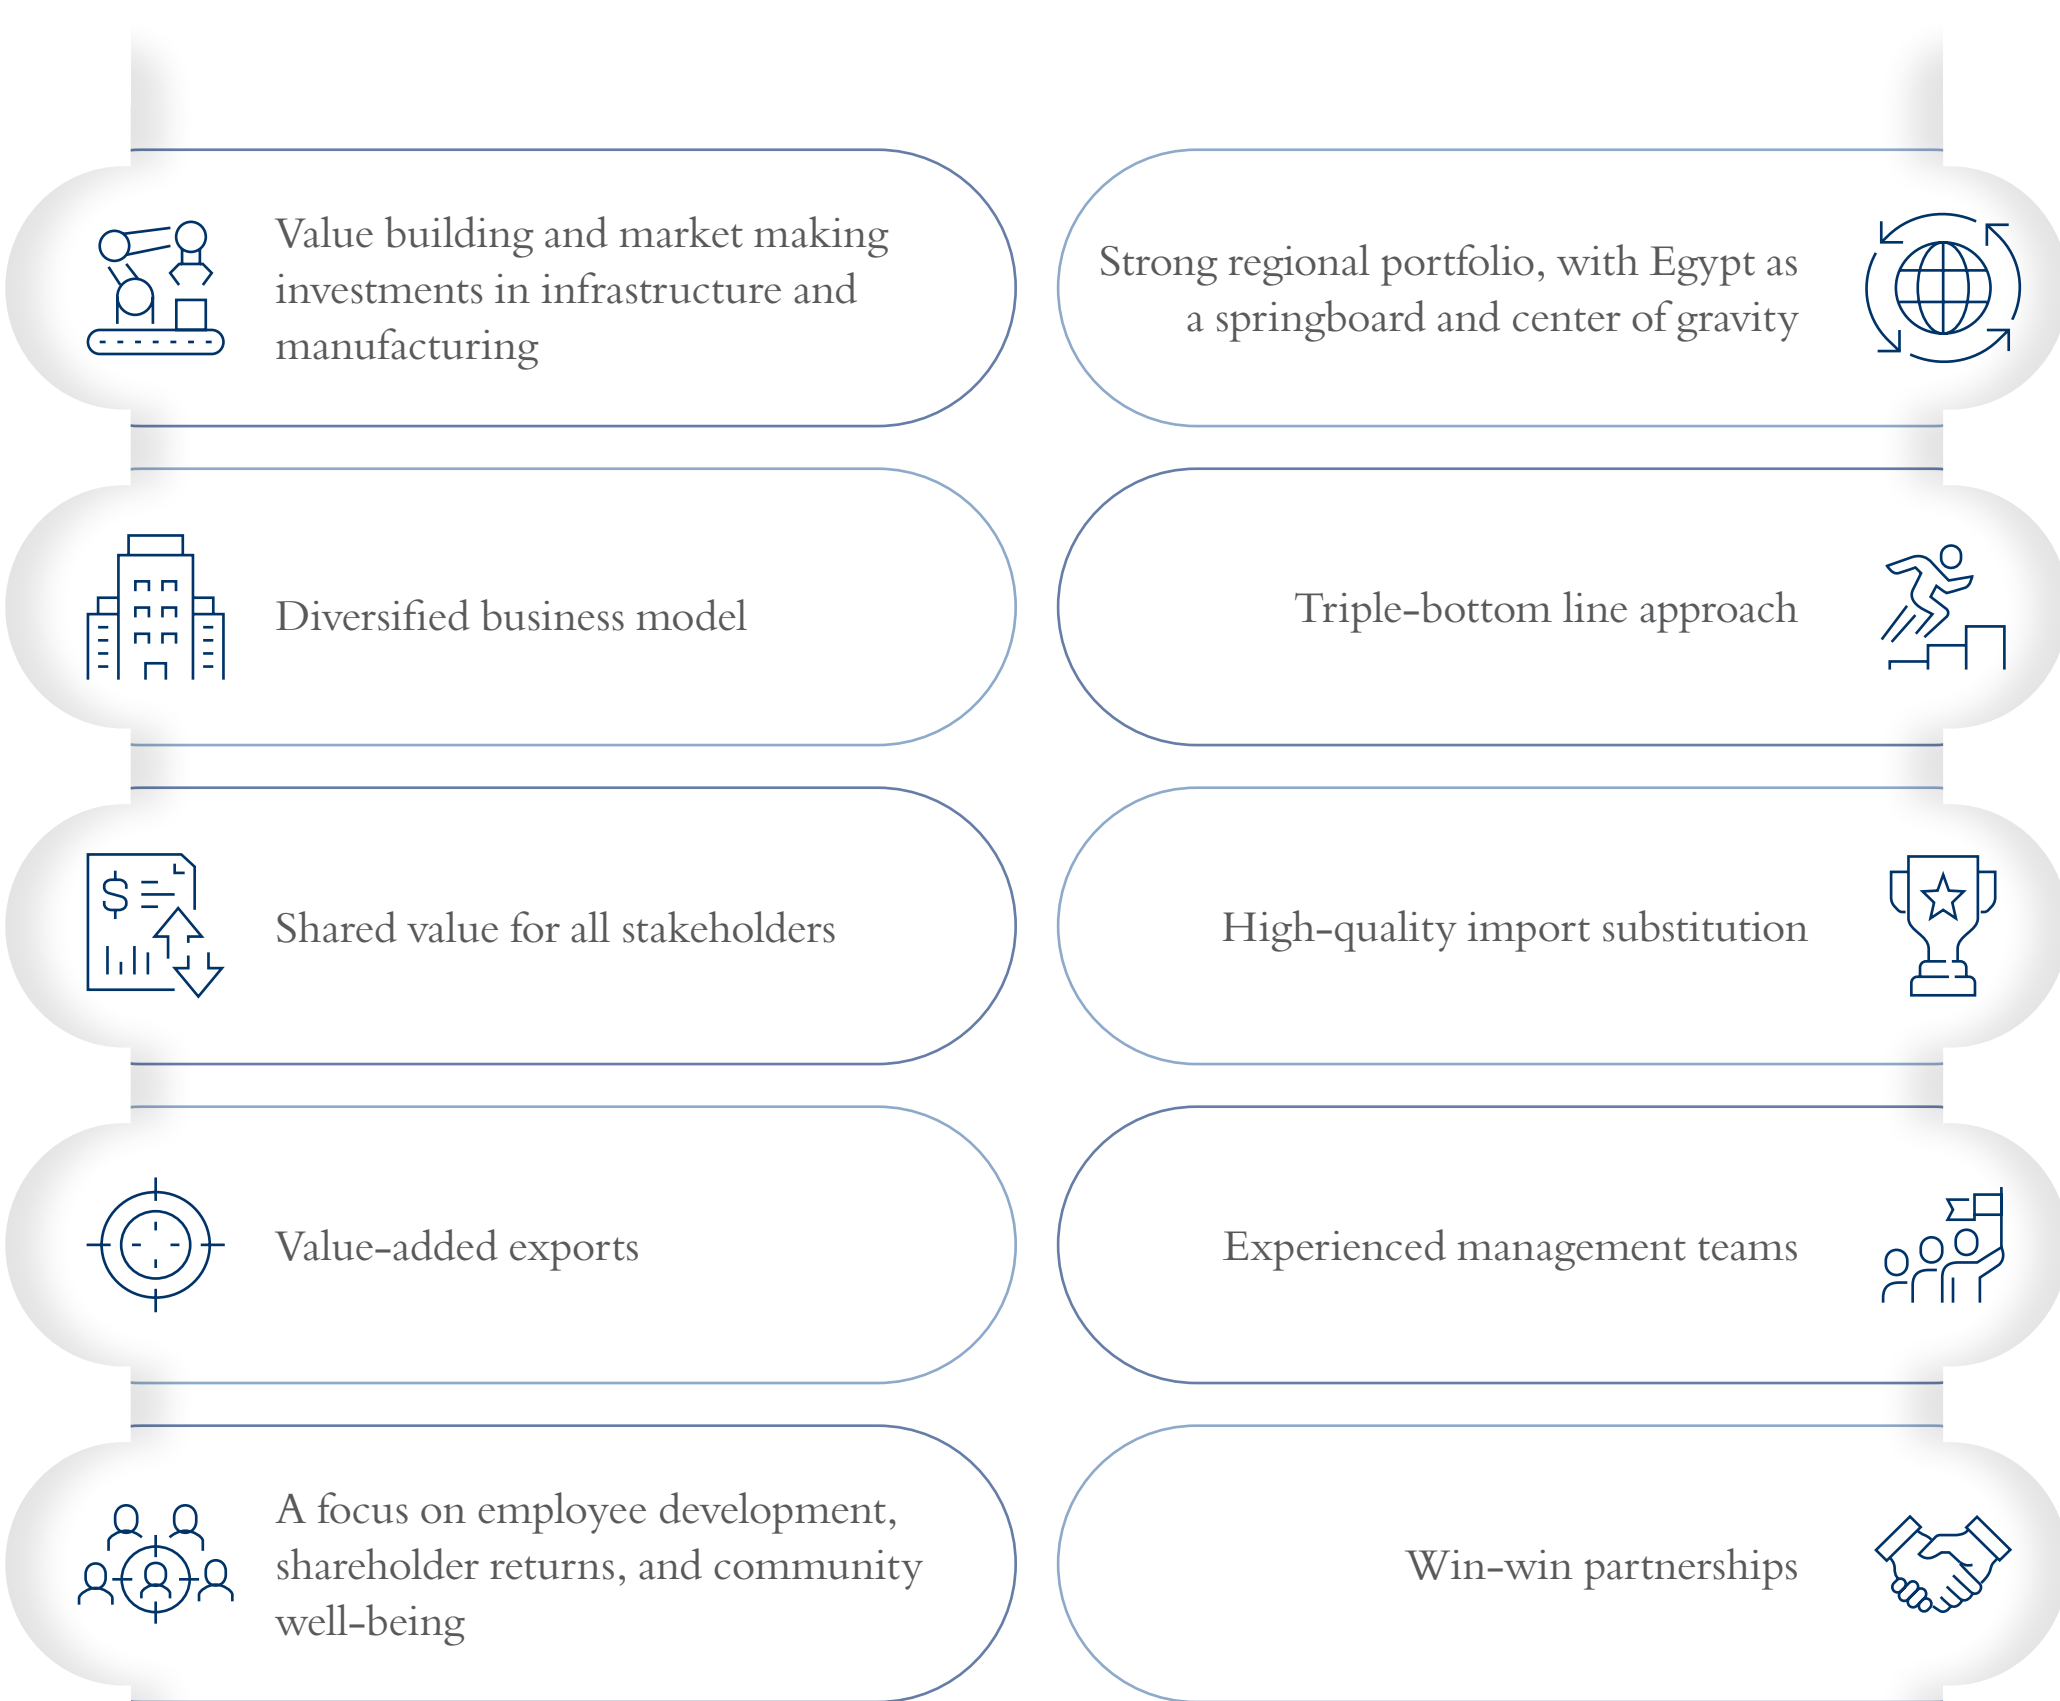 Value building and market making
investments in infrastructure and
manufacturing
Strong regional portfolio, with Egypt as
a springboard and center of gravity
Diversified business model
Triple-bottom line approach
Shared value for all stakeholders
High-quality import substitution
Value-added exports
Experienced management teams
A focus on employee development,
shareholder returns, and community
well-being
Win-win partnerships